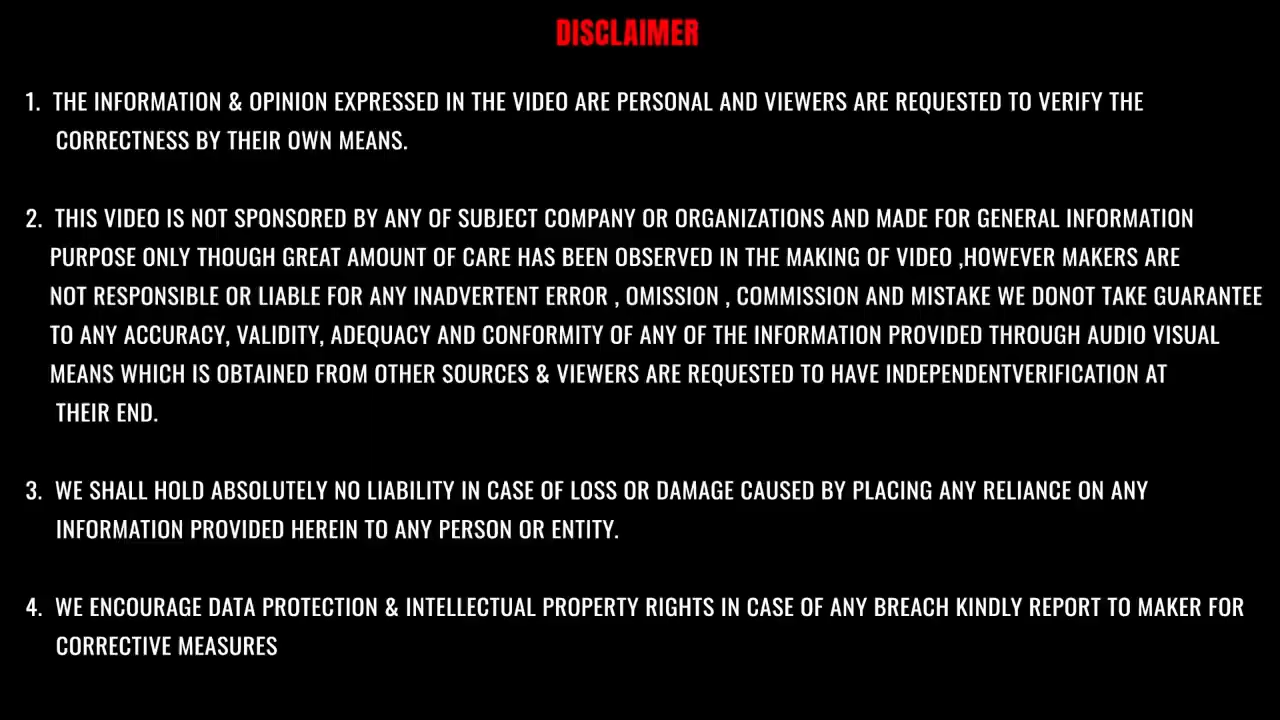 DISCLAIMER
1. THE INFORMATION & OPINION EXPRESSED IN THE VIDEO ARE PERSONAL AND VIEWERS ARE REQUESTED TO VERIFY THE
CORRECTNESS BY THEIR OWN MEANS.
2. THIS VIDEO IS NOT SPONSORED BY ANY OF SUBJECT COMPANY OR ORGANIZATIONS AND MADE FOR GENERAL INFORMATION
PURPOSE ONLY THOUGH GREAT AMOUNT OF CARE HAS BEEN OBSERVED IN THE MAKING OF VIDEO ,HOWEVER MAKERS ARE
NOT RESPONSIBLE OR LIABLE FOR ANY INADVERTENT ERROR , OMISSION , COMMISSION AND MISTAKE WE DONOT TAKE GUARANTEE
TO ANY ACCURACY, VALIDITY, ADEQUACY AND CONFORMITY OF ANY OF THE INFORMATION PROVIDED THROUGH AUDIO VISUAL
MEANS WHICH IS OBTAINED FROM OTHER SOURCES & VIEWERS ARE REQUESTED TO HAVE INDEPENDENTVERIFICATION AT
THEIR END.
3. WE SHALL HOLD ABSOLUTELY NO LIABILITY IN CASE OF LOSS OR DAMAGE CAUSED BY PLACING ANY RELIANCE ON ANY
INFORMATION PROVIDED HEREIN TO ANY PERSON OR ENTITY.
4. WE ENCOURAGE DATA PROTECTION & INTELLECTUAL PROPERTY RIGHTS IN CASE OF ANY BREACH KINDLY REPORT TO MAKER FOR
CORRECTIVE MEASURES